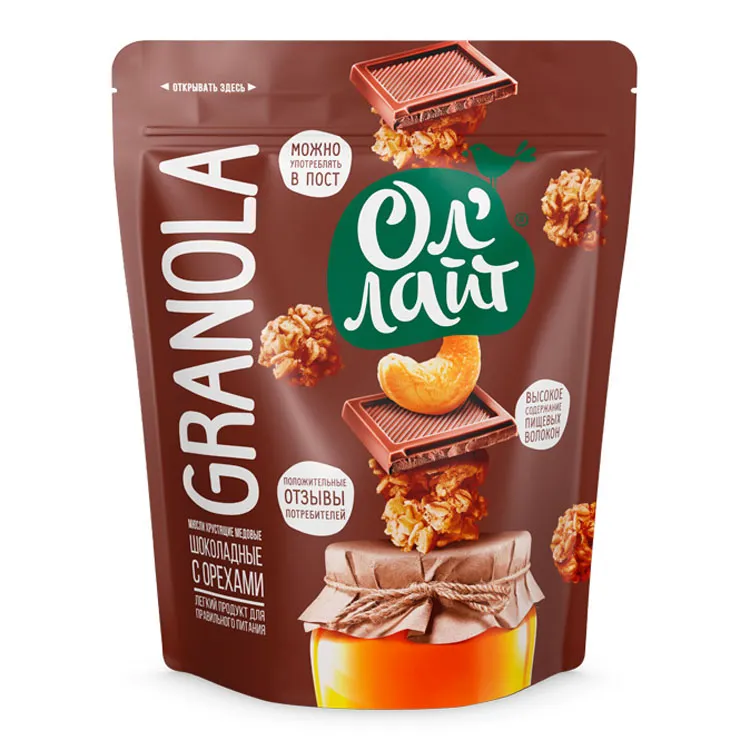 ОТКРЫВАТЬ ЗДЕСЬ
МОЖНО
УПОТРЕБЛЯТЬ
В ПОСТ
Ол'
лайт
®
GRANOLA
ВЫСОКОЕ
СОДЕРЖАНИЕ
ПИЩЕВЫХ
ВОЛОКОН
ПОЛОЖИТЕЛЬНЫЕ
ОТЗЫВЫ
ПОТРЕБИТЕЛЕЙ
МЮСЛИ ХРУСТЯЩИЕ МЕДОВЫЕ
ШОКОЛАДНЫЕ
С ОРЕХАМИ
ЛЕГКИЙ ПРОДУКТ ДЛЯ
ПРАВИЛЬНОГО ПИТАНИЯ